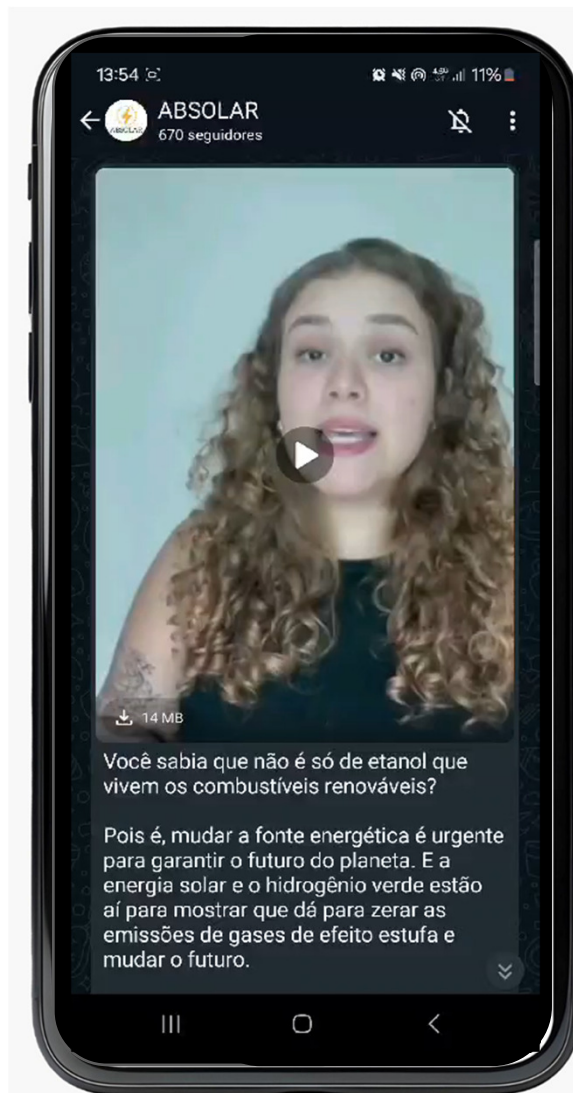 13:54
11%
ABSOLAR
ABSOLAR
670 seguidores
14 MB
Você sabia que não é só de etanol que
vivem os combustíveis renováveis?
Pois é, mudar a fonte energética é urgente
para garantir o futuro do planeta. E a
energia solar e o hidrogênio verde estão
aí para mostrar que dá para zerar as
emissões de gases de efeito estufa e
mudar o futuro.